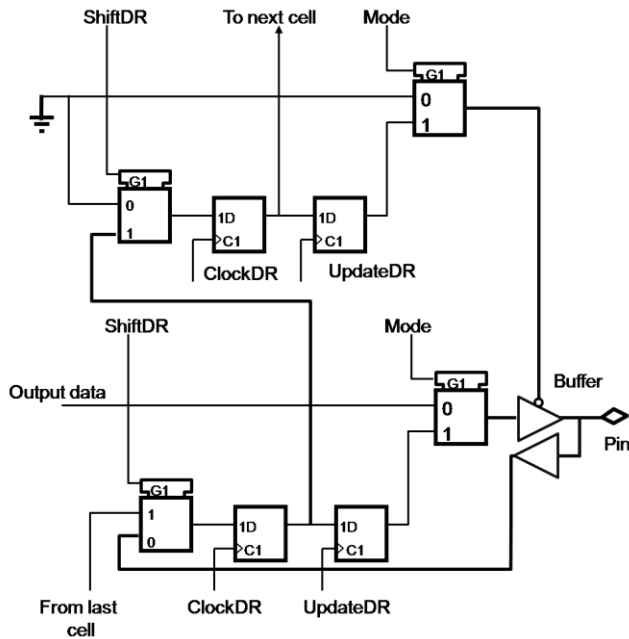 ShiftDR
To next cell
Mode
G1
0
1
G1
0
1
1D
C1
1D
C1
ClockDR
UpdateDR
ShiftDR
Mode
G1
Output data
0
1
Buffer
Pin
G1
1
0
1D
C1
1D
C1
From last
cell
ClockDR
UpdateDR